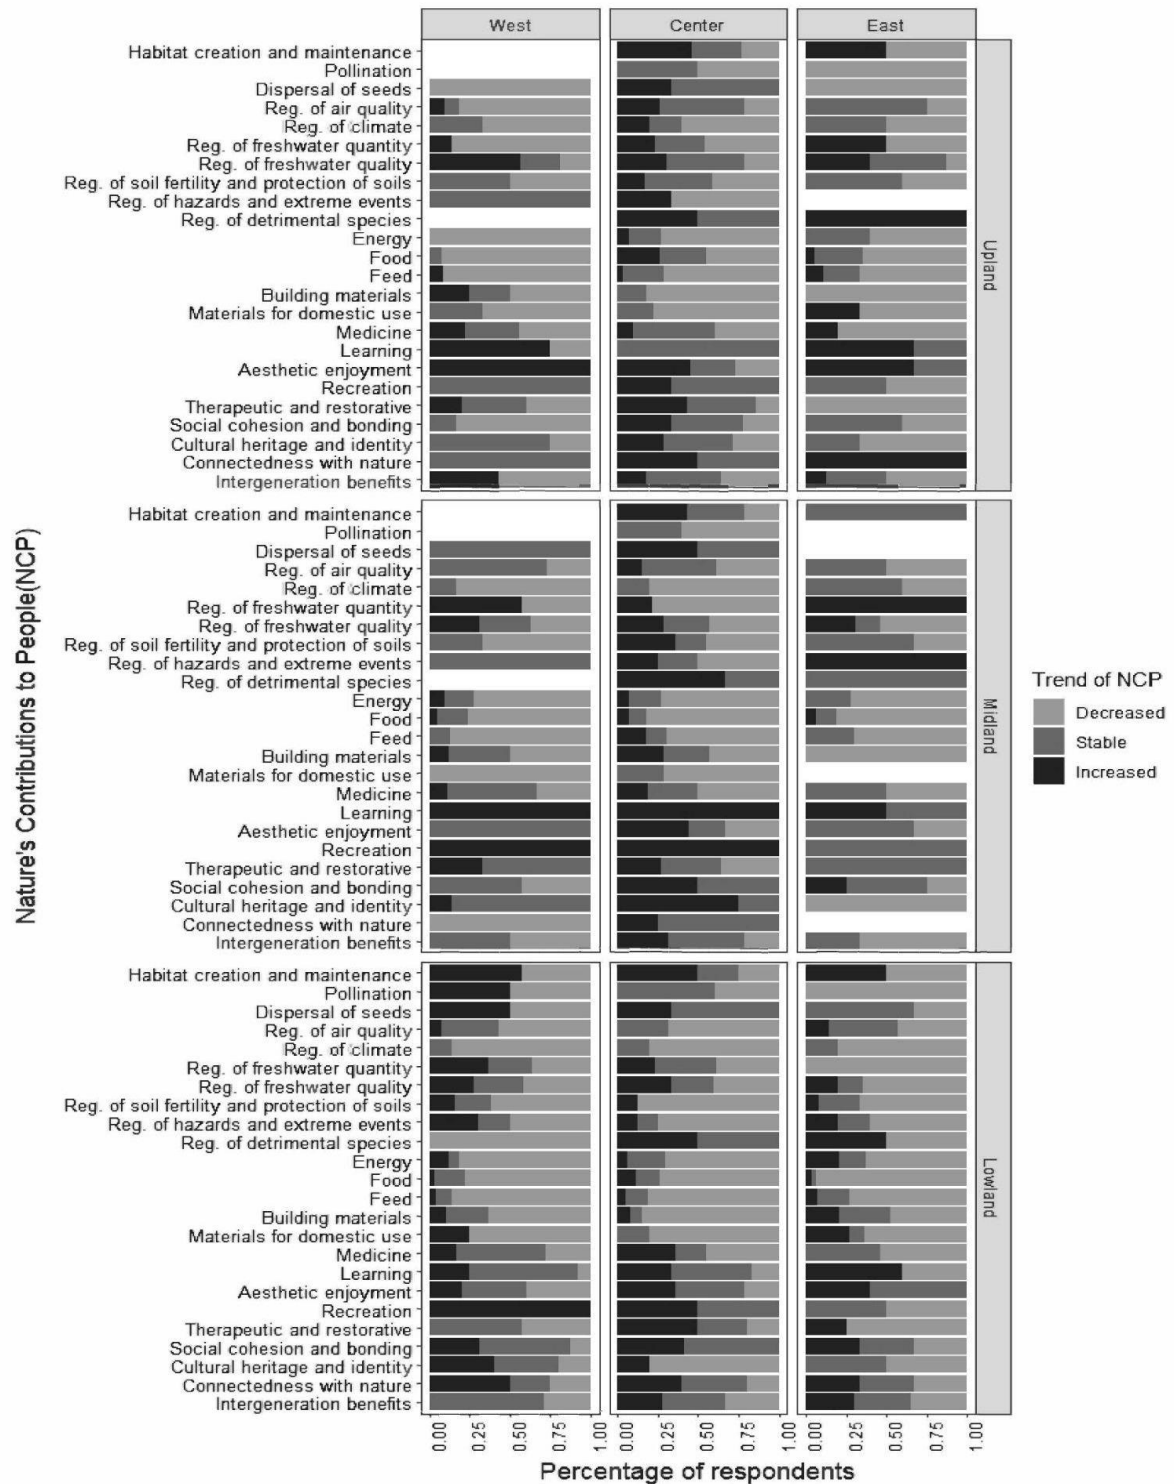 West Center East
Habitat creation and maintenance
Pollination
Dispersal of seeds
Reg. of air quality
Reg. of climate
Reg. of freshwater quantity
Reg. of freshwater quality
Reg. of soil fertility and protection of soils
Reg. of hazards and extreme events
Reg. of detrimental species
Energy
Food
Feed
Building materials
Materials for domestic use
Medicine
Learning
Aesthetic enjoyment
Recreation
Therapeutic and restorative
Social cohesion and bonding
Cultural heritage and identity
Connectedness with nature
Intergeneration benefits
Upland
Habitat creation and maintenance
Pollination
Dispersal of seeds
Reg. of air quality
Reg. of climate
Reg. of freshwater quantity
Reg. of freshwater quality
Reg. of soil fertility and protection of soils
Reg. of hazards and extreme events
Reg. of detrimental species
Energy
Food
Feed
Building materials
Materials for domestic use
Medicine
Learning
Aesthetic enjoyment
Recreation
Therapeutic and restorative
Social cohesion and bonding
Cultural heritage and identity
Connectedness with nature
Intergeneration benefits
Midland
Habitat creation and maintenance
Pollination
Dispersal of seeds
Reg. of air quality
Reg. of climate
Reg. of freshwater quantity
Reg. of freshwater quality
Reg. of soil fertility and protection of soils
Reg. of hazards and extreme events
Reg. of detrimental species
Energy
Food
Feed
Building materials
Materials for domestic use
Medicine
Learning
Aesthetic enjoyment
Recreation
Therapeutic and restorative
Social cohesion and bonding
Cultural heritage and identity
Connectedness with nature
Intergeneration benefits
Lowland
0.00 0.25 0.50 0.75 1.00 0.00 0.25 0.50 0.75 1.00 0.00 0.25 0.50 0.75 1.00
Percentage of respondents
Nature's Contributions to People(NCP)
Trend of NCP
Decreased
Stable
Increased